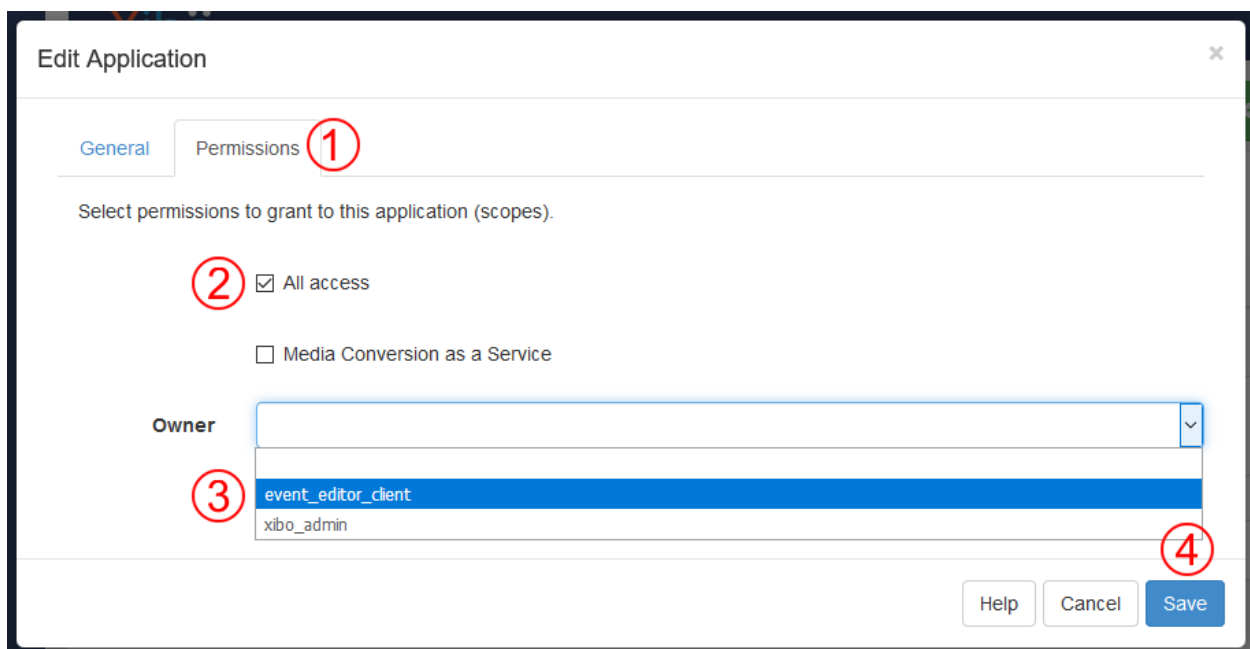 Edit Application
×
General Permissions 1
Select permissions to grant to this application (scopes).
2 All access
Media Conversion as a Service
Owner
3 event_editor_client
xibo_admin
4
Help Cancel Save